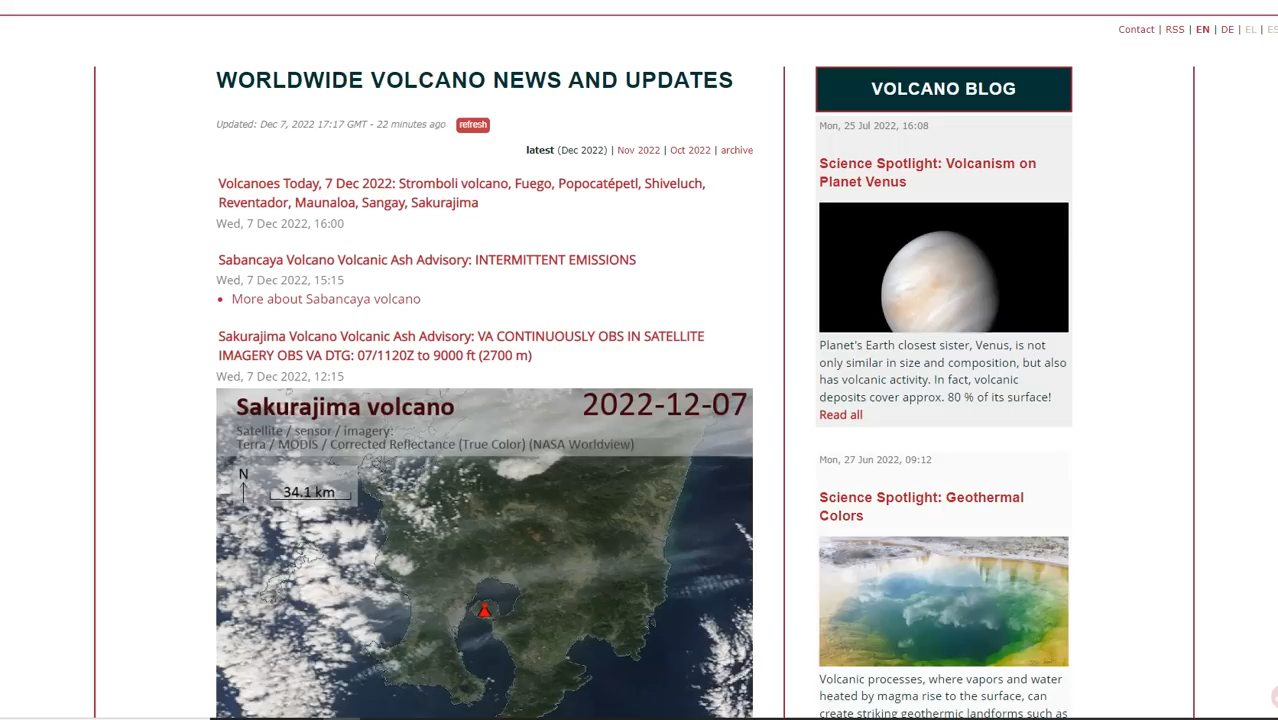 Contact | RSS | EN | DE | EL | ES
WORLDWIDE VOLCANO NEWS AND UPDATES
Updated: Dec 7, 2022 17:17 GMT - 22 minutes ago refresh
latest (Dec 2022) | Nov 2022 | Oct 2022 | archive
Volcanoes Today, 7 Dec 2022: Stromboli volcano, Fuego, Popocatépetl, Shiveluch,
Reventador, Maunaloa, Sangay, Sakurajima
Wed, 7 Dec 2022, 16:00
Sabancaya Volcano Volcanic Ash Advisory: INTERMITTENT EMISSIONS
Wed, 7 Dec 2022, 15:15
• More about Sabancaya volcano
Sakurajima Volcano Volcanic Ash Advisory: VA CONTINUOUSLY OBS IN SATELLITE
IMAGERY OBS VA DTG: 07/1120Z to 9000 ft (2700 m)
Wed, 7 Dec 2022, 12:15
Sakurajima volcano
2022-12-07
Satellite / sensor / imagery:
Terra / MODIS / Corrected Reflectance (True Color) (NASA Worldview)
N
34.1 km
VOLCANO BLOG
Mon, 25 Jul 2022, 16:08
Science Spotlight: Volcanism on
Planet Venus
Planet's Earth closest sister, Venus, is not
only similar in size and composition, but also
has volcanic activity. In fact, volcanic
deposits cover approx. 80 % of its surface!
Read all
Mon, 27 Jun 2022, 09:12
Science Spotlight: Geothermal
Colors
Volcanic processes, where vapors and water
heated by magma rise to the surface, can
create striking geothermic landforms such as